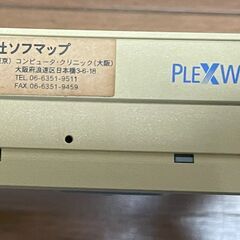 社ソフマップ
京）コンピュータ・クリニック（大阪）
大阪府浪速区日本橋3-6-18
TEL 06-6351-9511
FAX 06-6351-9459
PLEXW